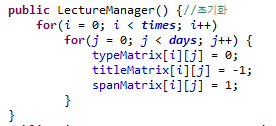 public LectureManager() {//초기화
for(i = 0; i < times; i++)
for(j = 0; j < days; j++) {
typeMatrix[i][j] = 0;
titleMatrix[i][j] = -1;
spanMatrix[i][j] = 1;
}
}